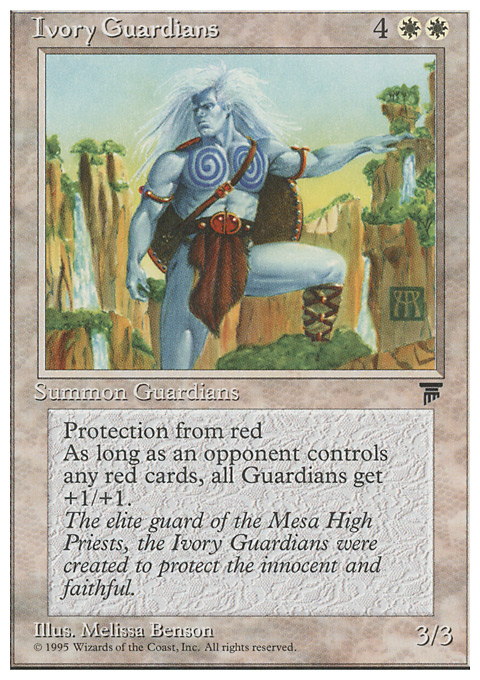 Ivory Guardians 4
Summon Guardians
Protection from red
As long as an opponent controls
any red cards, all Guardians get
+1/+1.
The elite guard of the Mesa High
Priests, the Ivory Guardians were
created to protect the innocent and
faithful.
Illus. Melissa Benson
3/3
© 1995 Wizards of the Coast, Inc. All rights reserved.